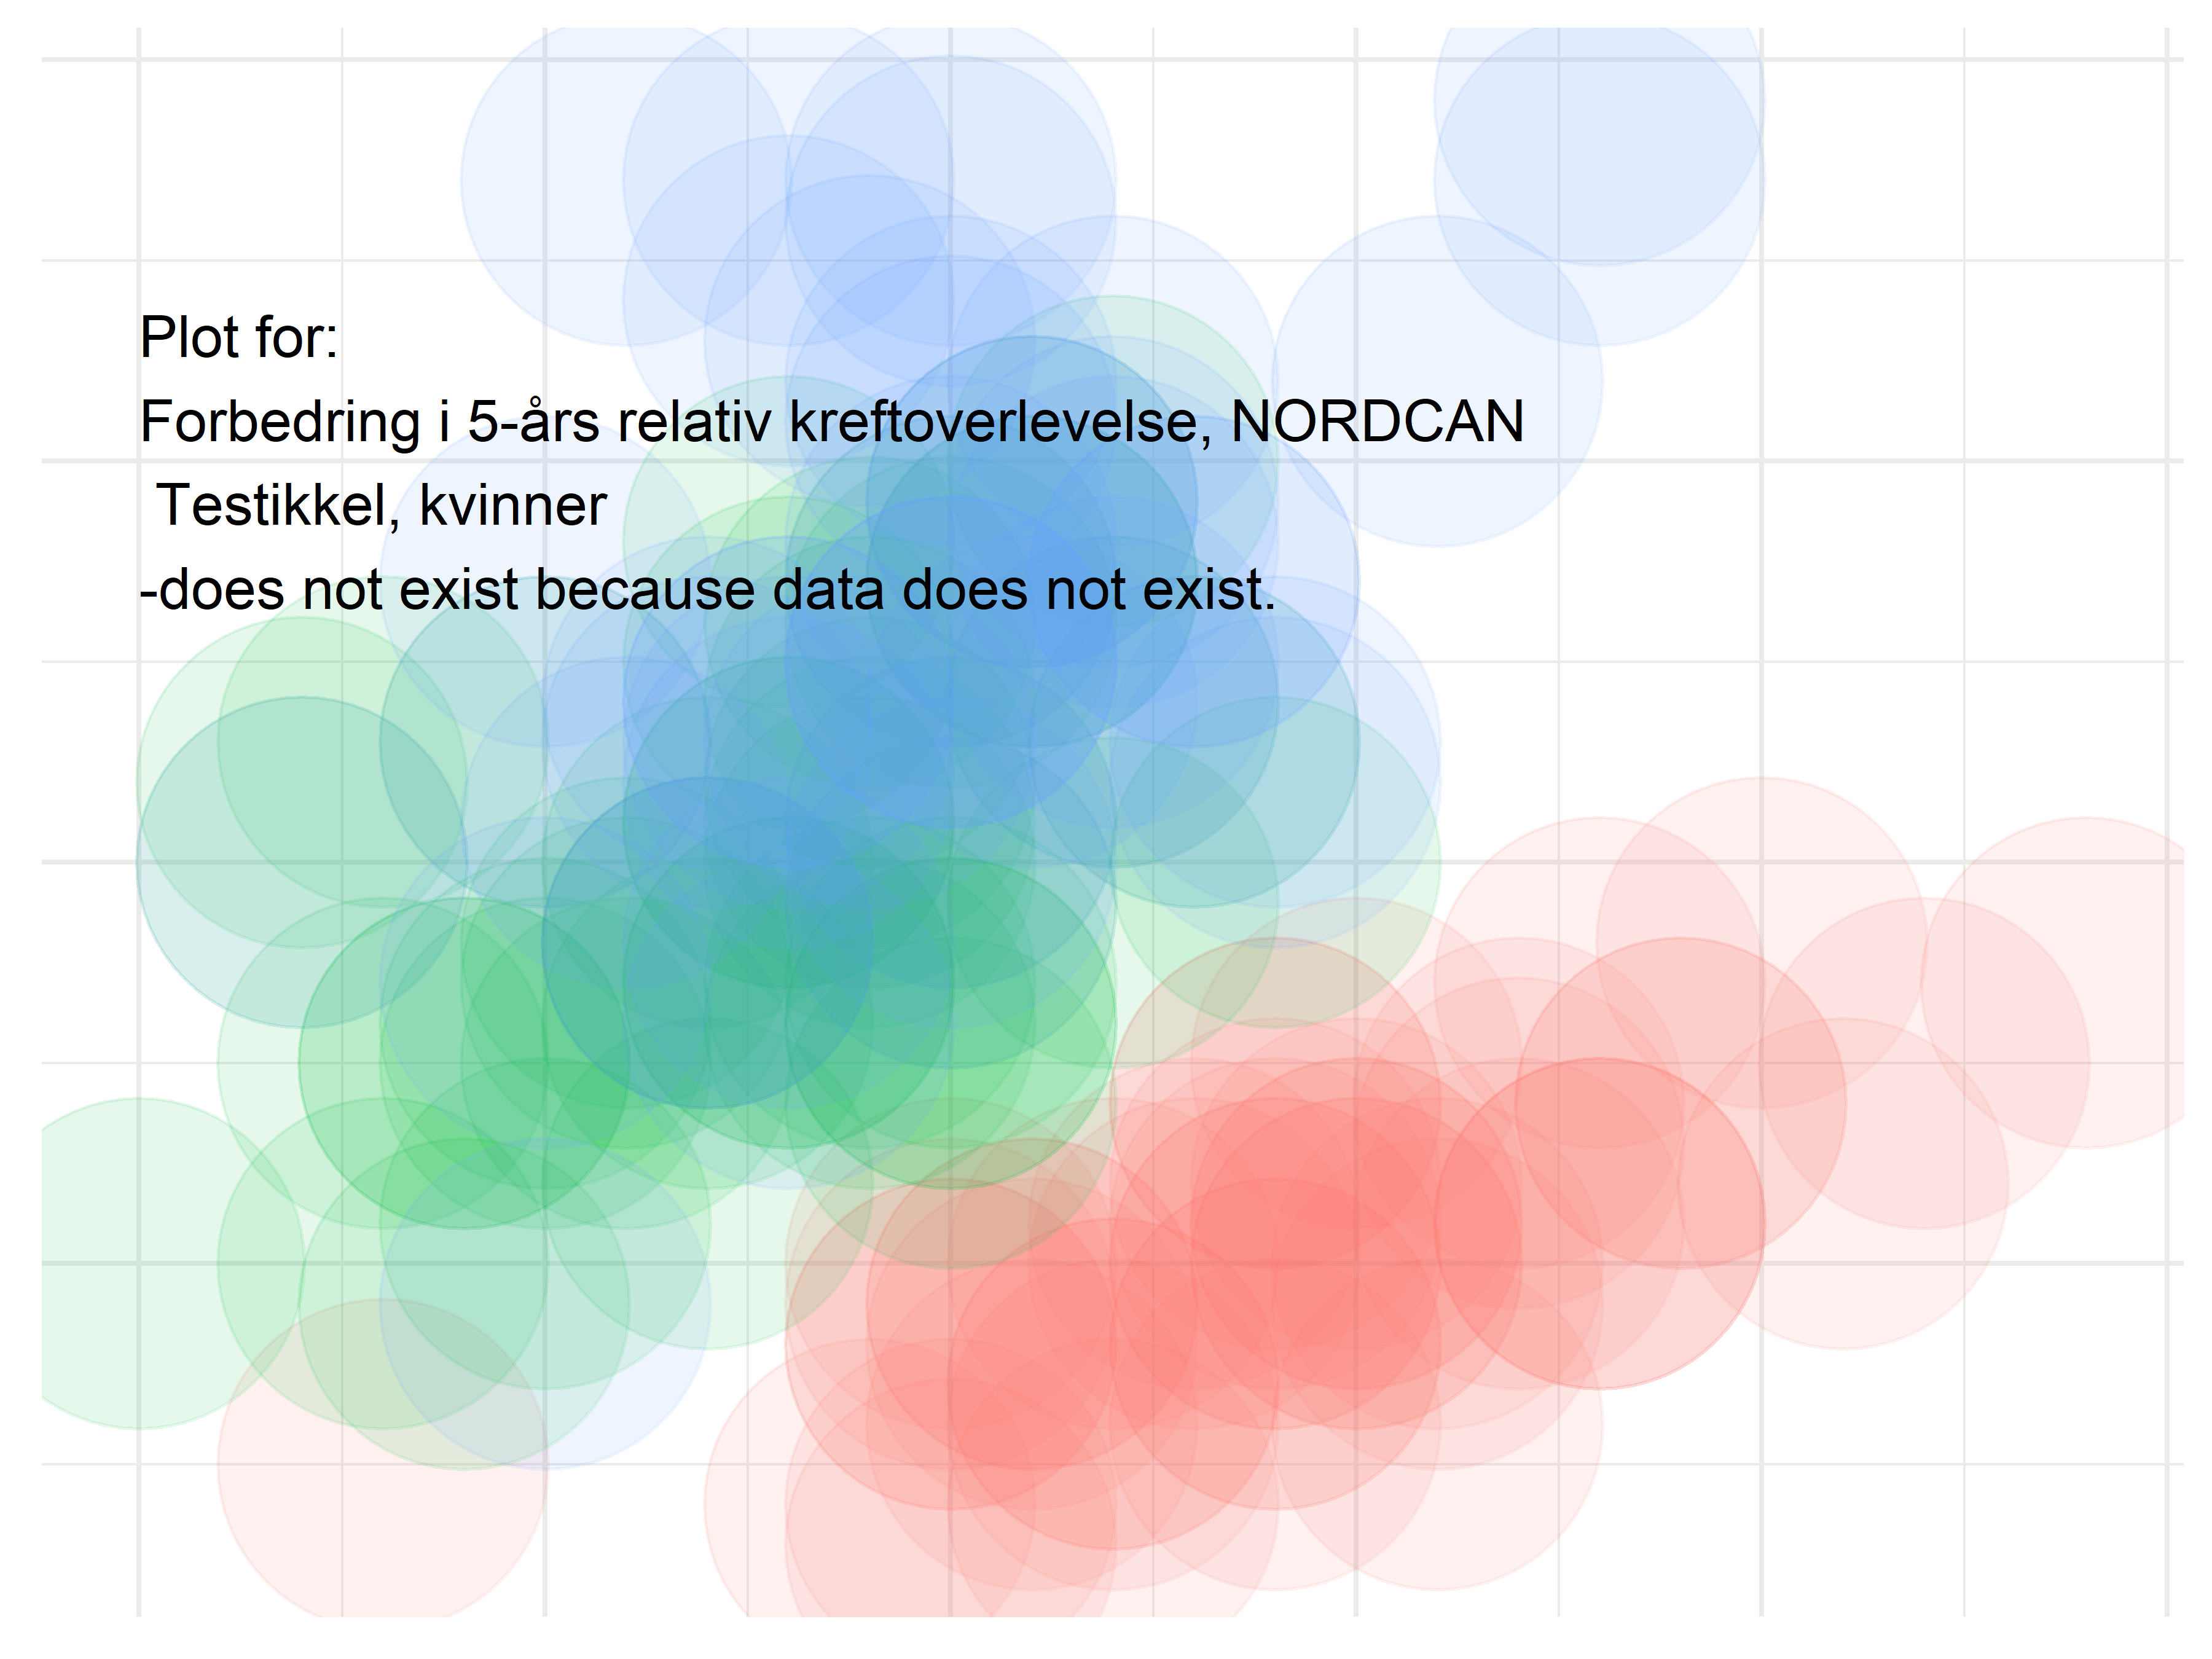 Plot for:
Forbedring i 5-års relativ kreftoverlevelse, NORDCAN
Testikkel, kvinner
-does not exist because data does not exist.